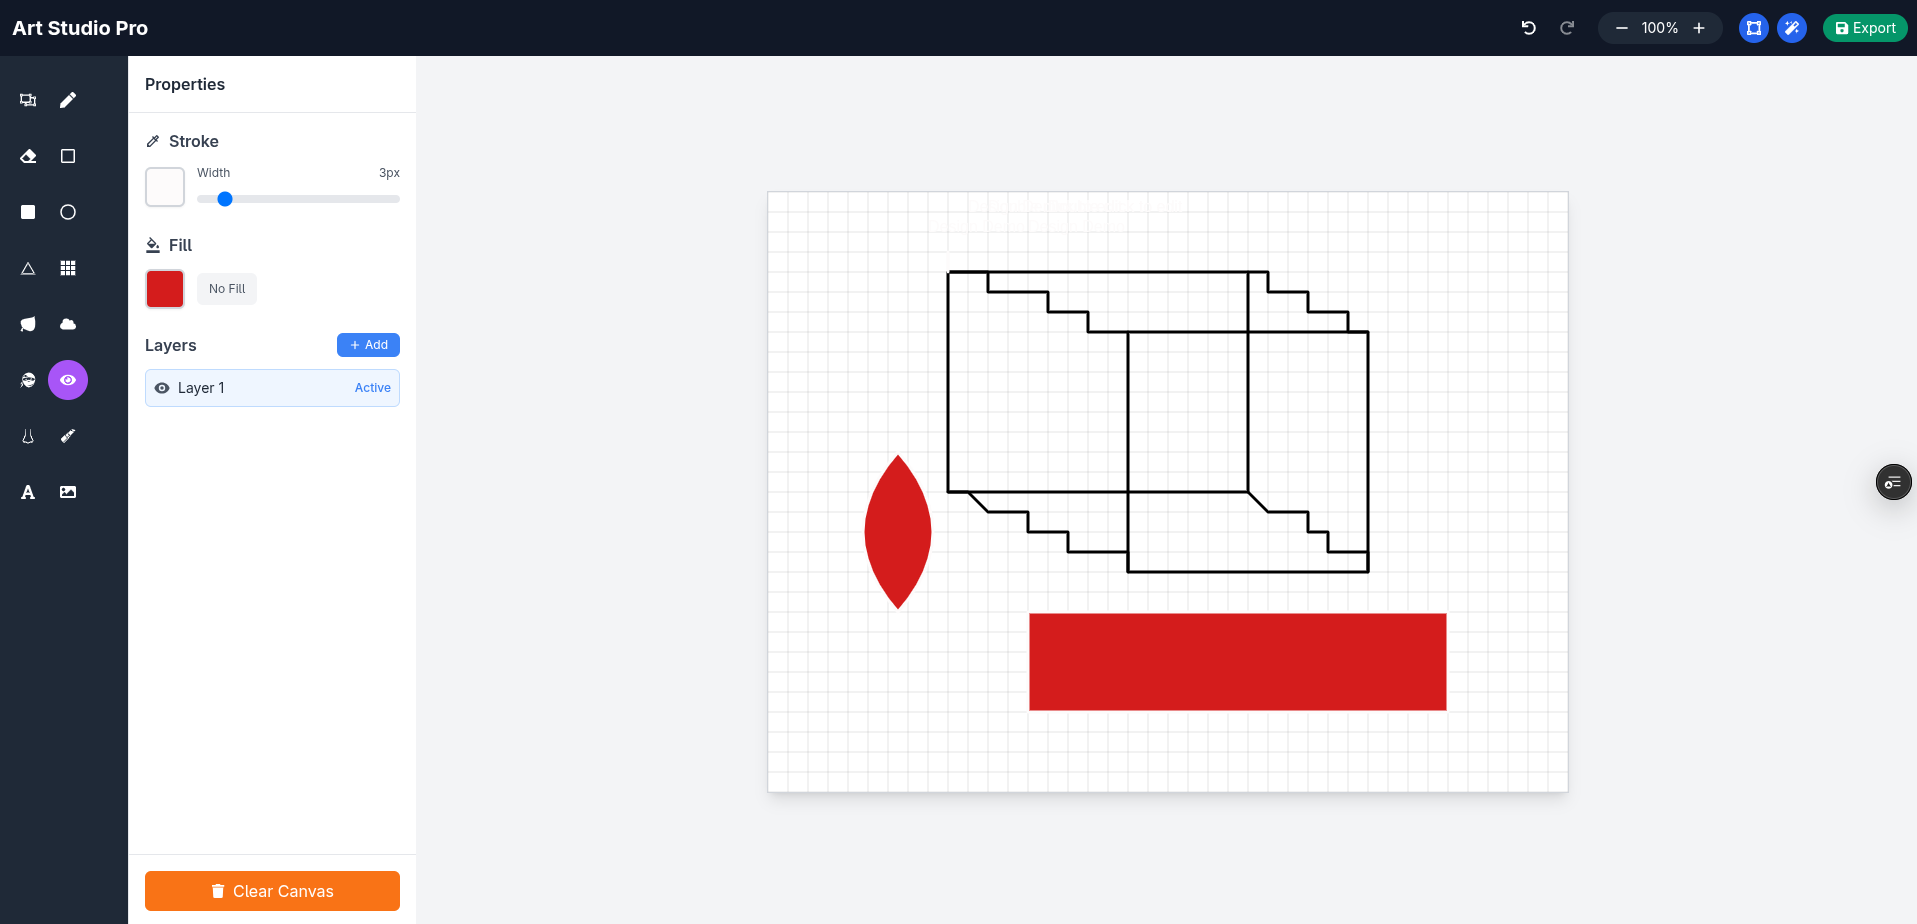 Art Studio Pro
100%
Export
Properties
Stroke
Width
3px
Fill
No Fill
Layers
+ Add
Layer 1
Active
A
Clear Canvas